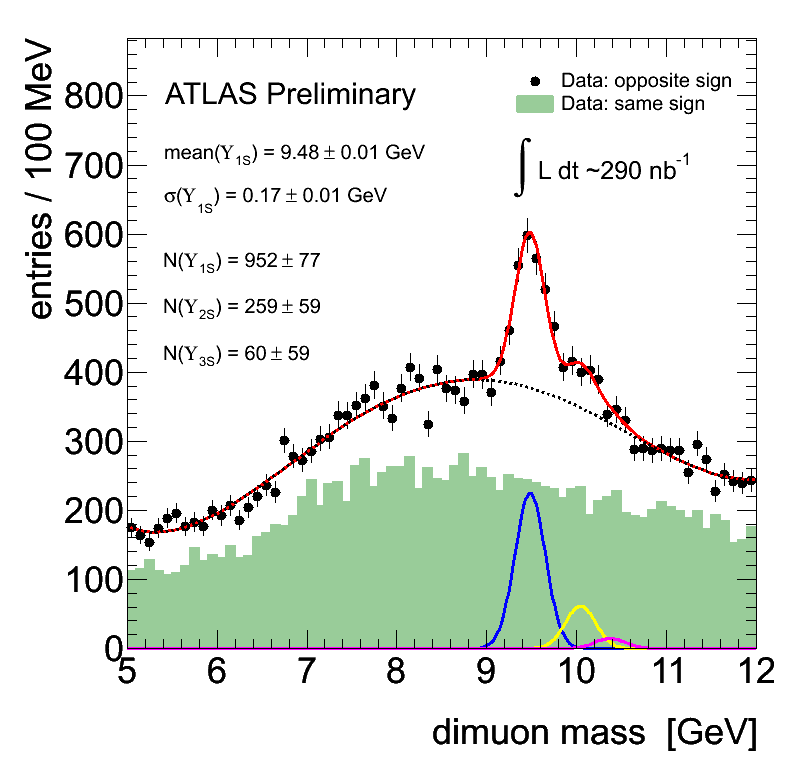 ATLAS Preliminary
Data: opposite sign
Data: same sign
mean(ϒ1S) = 9.48 ± 0.01 GeV
σ(ϒ1S) = 0.17 ± 0.01 GeV
∫ L dt ~290 nb-1
N(ϒ1S) = 952 ± 77
N(ϒ2S) = 259 ± 59
N(ϒ3S) = 60 ± 59
entries / 100 MeV
800
700
600
500
400
300
200
100
0
5 6 7 8 9 10 11 12
dimuon mass [GeV]